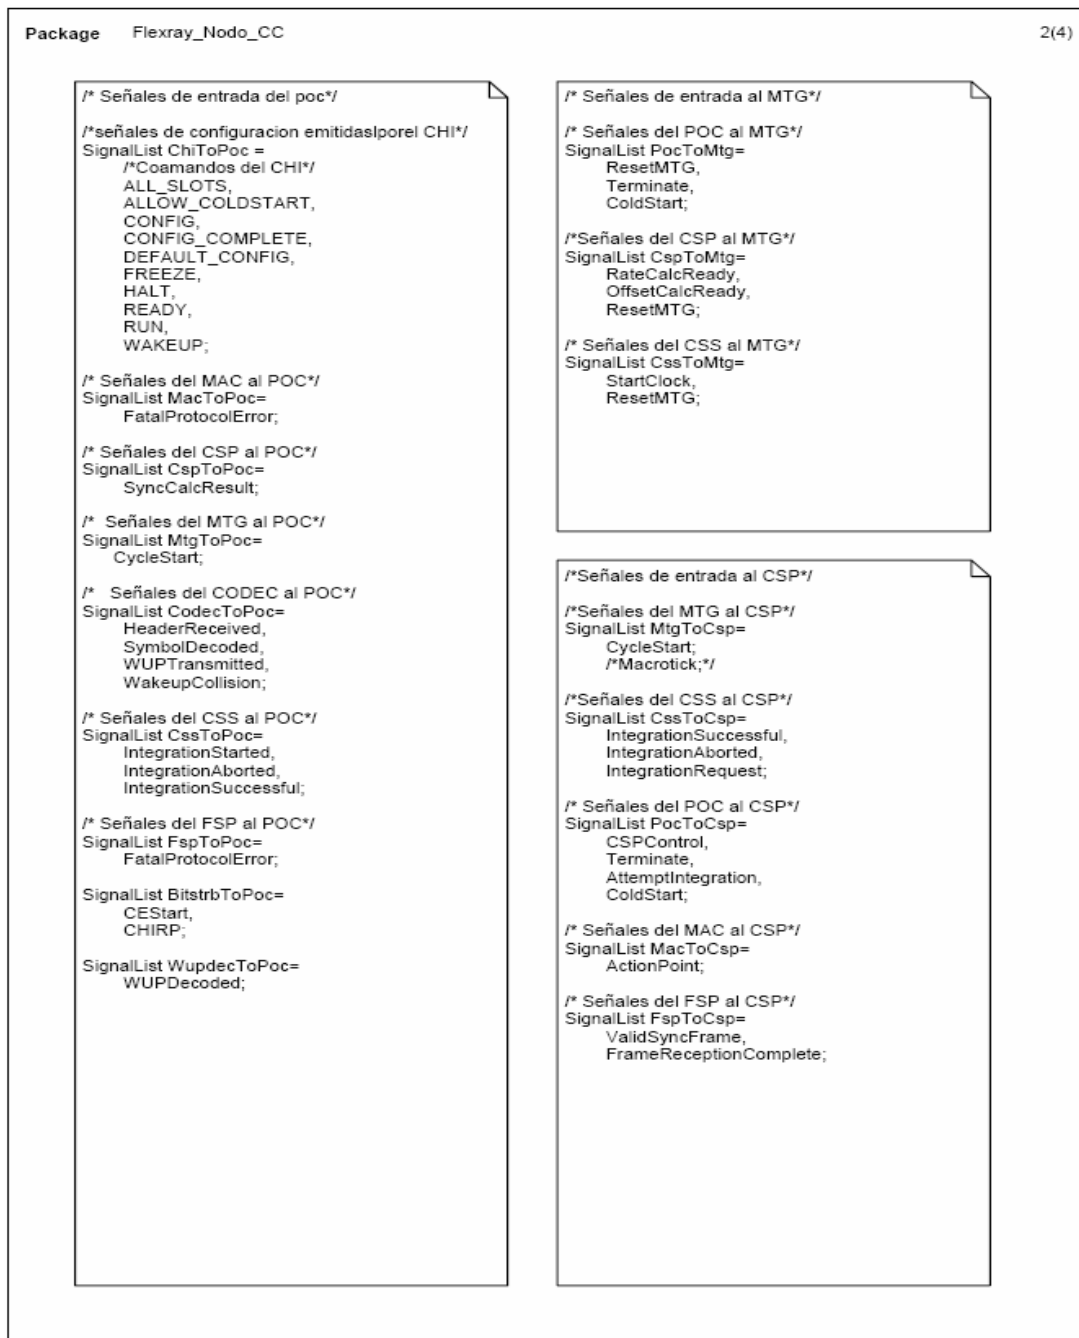 Package Flexray_Nodo_CC 2(4)
/* Señales de entrada del poc*/
/*señales de configuracion emitidaslporel CHI*/
SignalList ChiToPoc =
/*Coamandos del CHI*/
ALL_SLOTS,
ALLOW_COLDSTART,
CONFIG,
CONFIG_COMPLETE,
DEFAULT_CONFIG,
FREEZE,
HALT,
READY,
RUN,
WAKEUP;
/* Señales del MAC al POC*/
SignalList MacToPoc=
FatalProtocolError;
/* Señales del CSP al POC*/
SignalList CspToPoc=
SyncCalcResult;
/* Señales del MTG al POC*/
SignalList MtgToPoc=
CycleStart;
/* Señales del CODEC al POC*/
SignalList CodecToPoc=
HeaderReceived,
SymbolDecoded,
WUPTransmitted,
WakeupCollision;
/* Señales del CSS al POC*/
SignalList CssToPoc=
IntegrationStarted,
IntegrationAborted,
IntegrationSuccessful;
/* Señales del FSP al POC*/
SignalList FspToPoc=
FatalProtocolError;
SignalList BitstrbToPoc=
CEStart,
CHIRP;
SignalList WupdecToPoc=
WUPDecoded;
/* Señales de entrada al MTG*/
/* Señales del POC al MTG*/
SignalList PocToMtg=
ResetMTG,
Terminate,
ColdStart;
/*Señales del CSP al MTG*/
SignalList CspToMtg=
RateCalcReady,
OffsetCalcReady,
ResetMTG;
/* Señales del CSS al MTG*/
SignalList CssToMtg=
StartClock,
ResetMTG;
/*Señales de entrada al CSP*/
/*Señales del MTG al CSP*/
SignalList MtgToCsp=
CycleStart;
/*Macrotick;*/
/*Señales del CSS al CSP*/
SignalList CssToCsp=
IntegrationSuccessful,
IntegrationAborted,
IntegrationRequest;
/* Señales del POC al CSP*/
SignalList PocToCsp=
CSPControl,
Terminate,
AttemptIntegration,
ColdStart;
/* Señales del MAC al CSP*/
SignalList MacToCsp=
ActionPoint;
/* Señales del FSP al CSP*/
SignalList FspToCsp=
ValidSyncFrame,
FrameReceptionComplete;